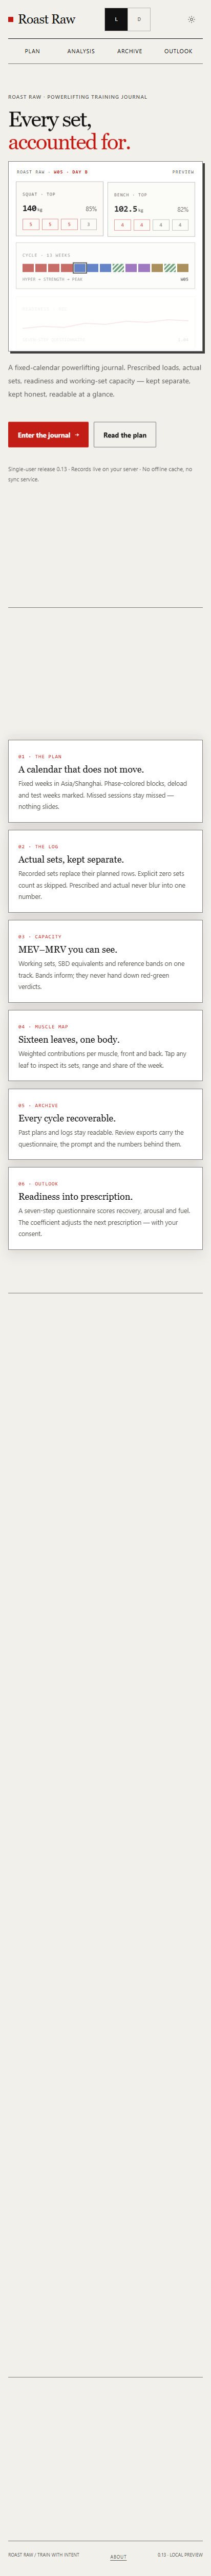 Roast Raw
L
D
PLAN
ANALYSIS
ARCHIVE
OUTLOOK
ROAST RAW · POWERLIFTING TRAINING JOURNAL
Every set,
accounted for.
ROAST RAW · W05 · DAY B
PREVIEW
SQUAT · TOP
140kg
85%
5
5
5
3
BENCH · TOP
102.5kg
82%
4
4
4
4
CYCLE · 13 WEEKS
W05
A fixed-calendar powerlifting journal. Prescribed loads, actual
sets, readiness and working-set capacity — kept separate,
kept honest, readable at a glance.
Enter the journal →
Read the plan
Single-user release 0.13 · Records live on your server · No offline cache, no
sync service.
01 · THE PLAN
A calendar that does not move.
Fixed weeks in Asia/Shanghai. Phase-colored blocks, deload
and test weeks marked. Missed sessions stay missed —
nothing slides.
02 · THE LOG
Actual sets, kept separate.
Recorded sets replace their planned rows. Explicit zero sets
count as skipped. Prescribed and actual never blur into one
number.
03 · CAPACITY
MEV–MRV you can see.
Working sets, SBD equivalents and reference bands on one
track. Bands inform; they never hand down red-green
verdicts.
04 · MUSCLE MAP
Sixteen leaves, one body.
Weighted contributions per muscle, front and back. Tap any
leaf to inspect its sets, range and share of the week.
05 · ARCHIVE
Every cycle recoverable.
Past plans and logs stay readable. Review exports carry the
questionnaire, the prompt and the numbers behind them.
06 · OUTLOOK
Readiness into prescription.
A seven-step questionnaire scores recovery, arousal and fuel.
The coefficient adjusts the next prescription — with your
consent.
ROAST RAW / TRAIN WITH INTENT
ABOUT
0.13 · LOCAL PREVIEW